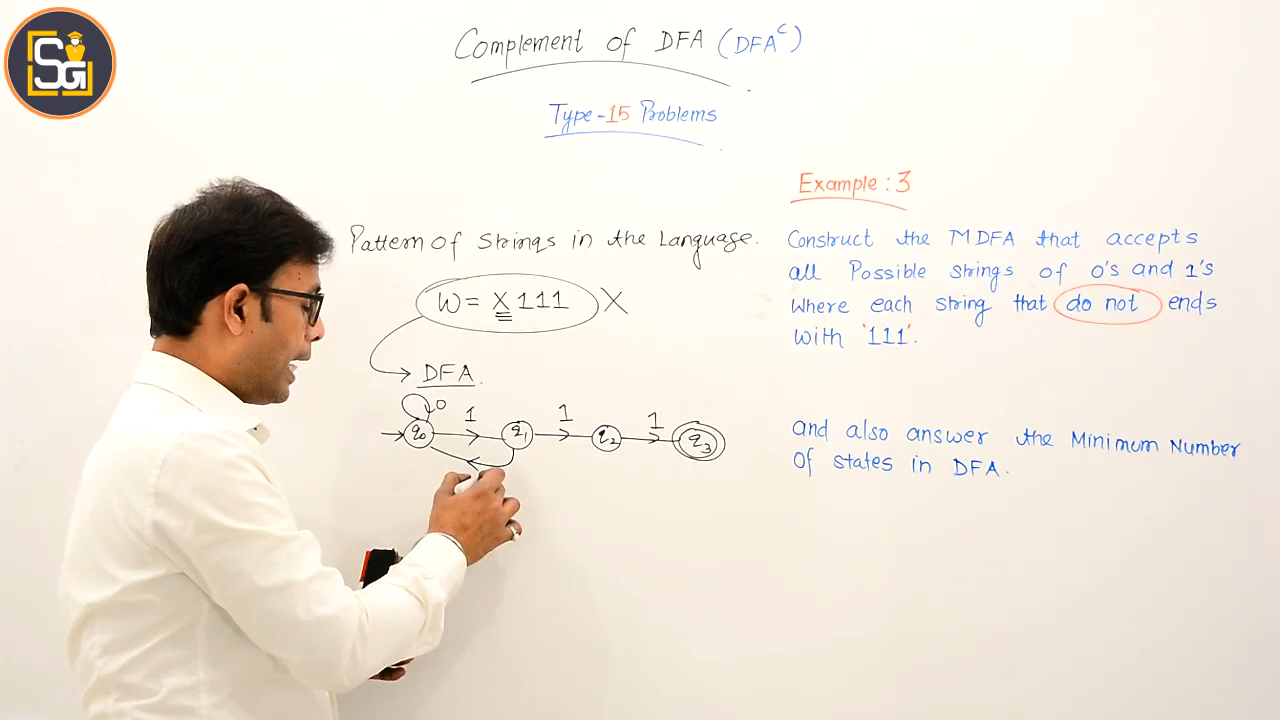 SG
Complement of DFA (DFAᶜ)
Type-15 Problems
Example : 3
Pattern of Strings in the Language.
W = X 111 X
DFA.
0 1 1 1
q0 q1 q2 q3
Construct the MDFA that accepts
all Possible strings of 0's and 1's
Where each string that do not ends
With '111'.
and also answer the Minimum Number
Of states in DFA.